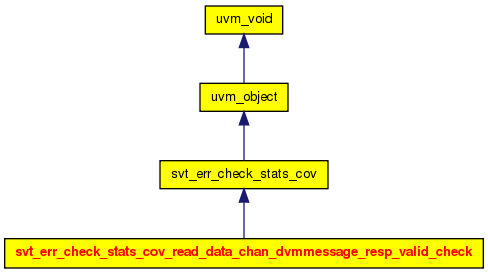 uvm_void
uvm_object
svt_err_check_stats_cov
svt_err_check_stats_cov_read_data_chan_dvmmessage_resp_valid_check